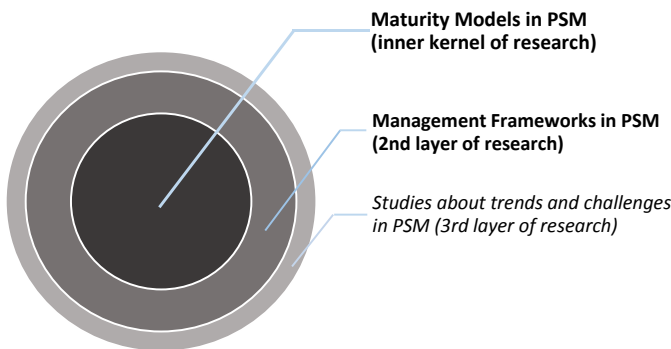 Maturity Models in PSM
(inner kernel of research)
Management Frameworks in PSM
(2nd layer of research)
Studies about trends and challenges
in PSM (3rd layer of research)